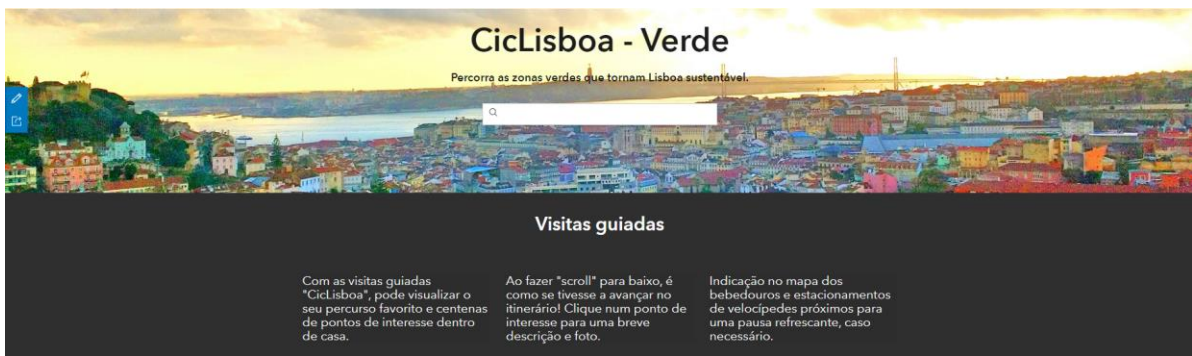 CicLisboa - Verde
Percorra as zonas verdes que tornam Lisboa sustentável.
Visitas guiadas
Com as visitas guiadas
"CicLisboa", pode visualizar o
seu percurso favorito e centenas
de pontos de interesse dentro
de casa.
Ao fazer "scroll" para baixo, é
como se tivesse a avançar no
itinerário! Clique num ponto de
interesse para uma breve
descrição e foto.
Indicação no mapa dos
bebedouros e estacionamentos
de velocípedes próximos para
uma pausa refrescante, caso
necessário.